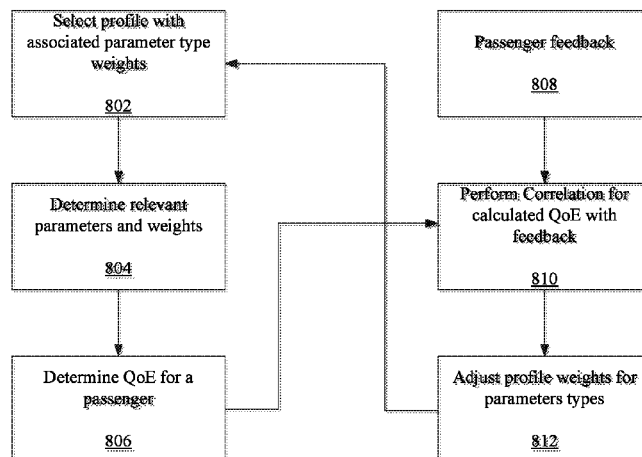 Select profile with
associated parameter type
weights
802
Determine relevant
parameters and weights
804
Determine QoE for a
passenger
806
Passenger feedback
808
Perform Correlation for
calculated QoE with
feedback
810
Adjust profile weights for
parameters types
812